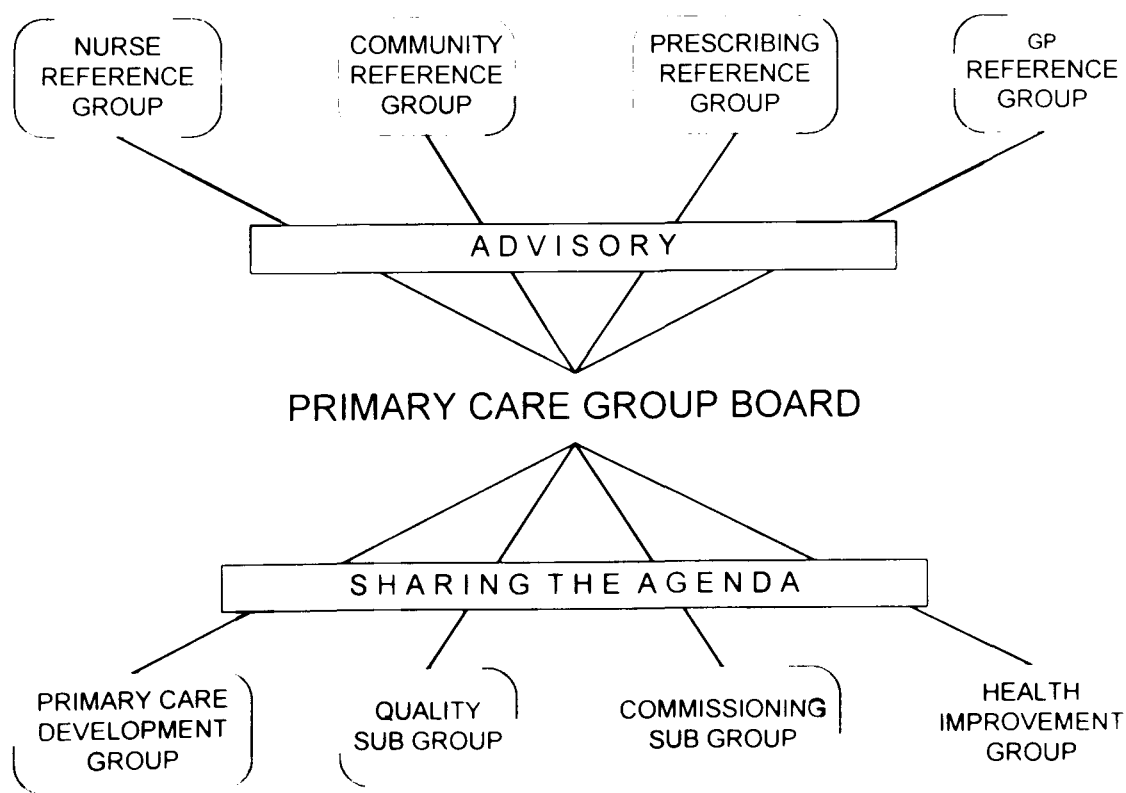 NURSE
REFERENCE
GROUP
COMMUNITY
REFERENCE
GROUP
PRESCRIBING
REFERENCE
GROUP
GP
REFERENCE
GROUP
ADVISORY
PRIMARY CARE GROUP BOARD
SHARING THE AGENDA
PRIMARY CARE
DEVELOPMENT
GROUP
QUALITY
SUB GROUP
COMMISSIONING
SUB GROUP
HEALTH
IMPROVEMENT
GROUP